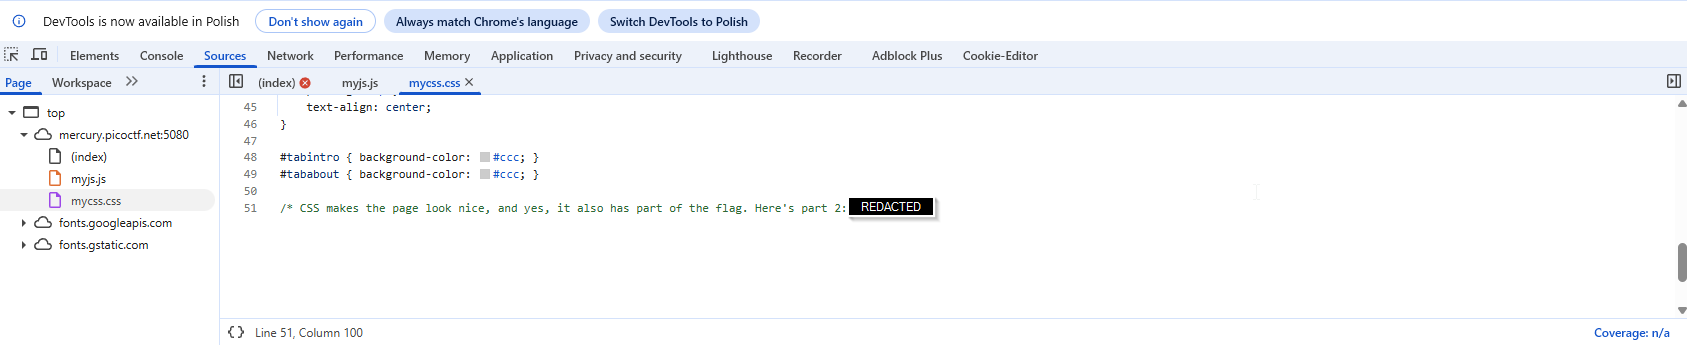 DevTools is now available in Polish Don't show again Always match Chrome's language Switch DevTools to Polish
Elements Console Sources Network Performance Memory Application Privacy and security Lighthouse Recorder Adblock Plus Cookie-Editor
Page Workspace (index) myjs.js mycss.css
top
mercury.picoctf.net:5080
(index)
myjs.js
mycss.css
fonts.googleapis.com
fonts.gstatic.com
45 text-align: center;
46 }
47
48 #tabintro { background-color: #ccc; }
49 #tababout { background-color: #ccc; }
50
51 /* CSS makes the page look nice, and yes, it also has part of the flag. Here's part 2: REDACTED
{} Line 51, Column 100 Coverage: n/a